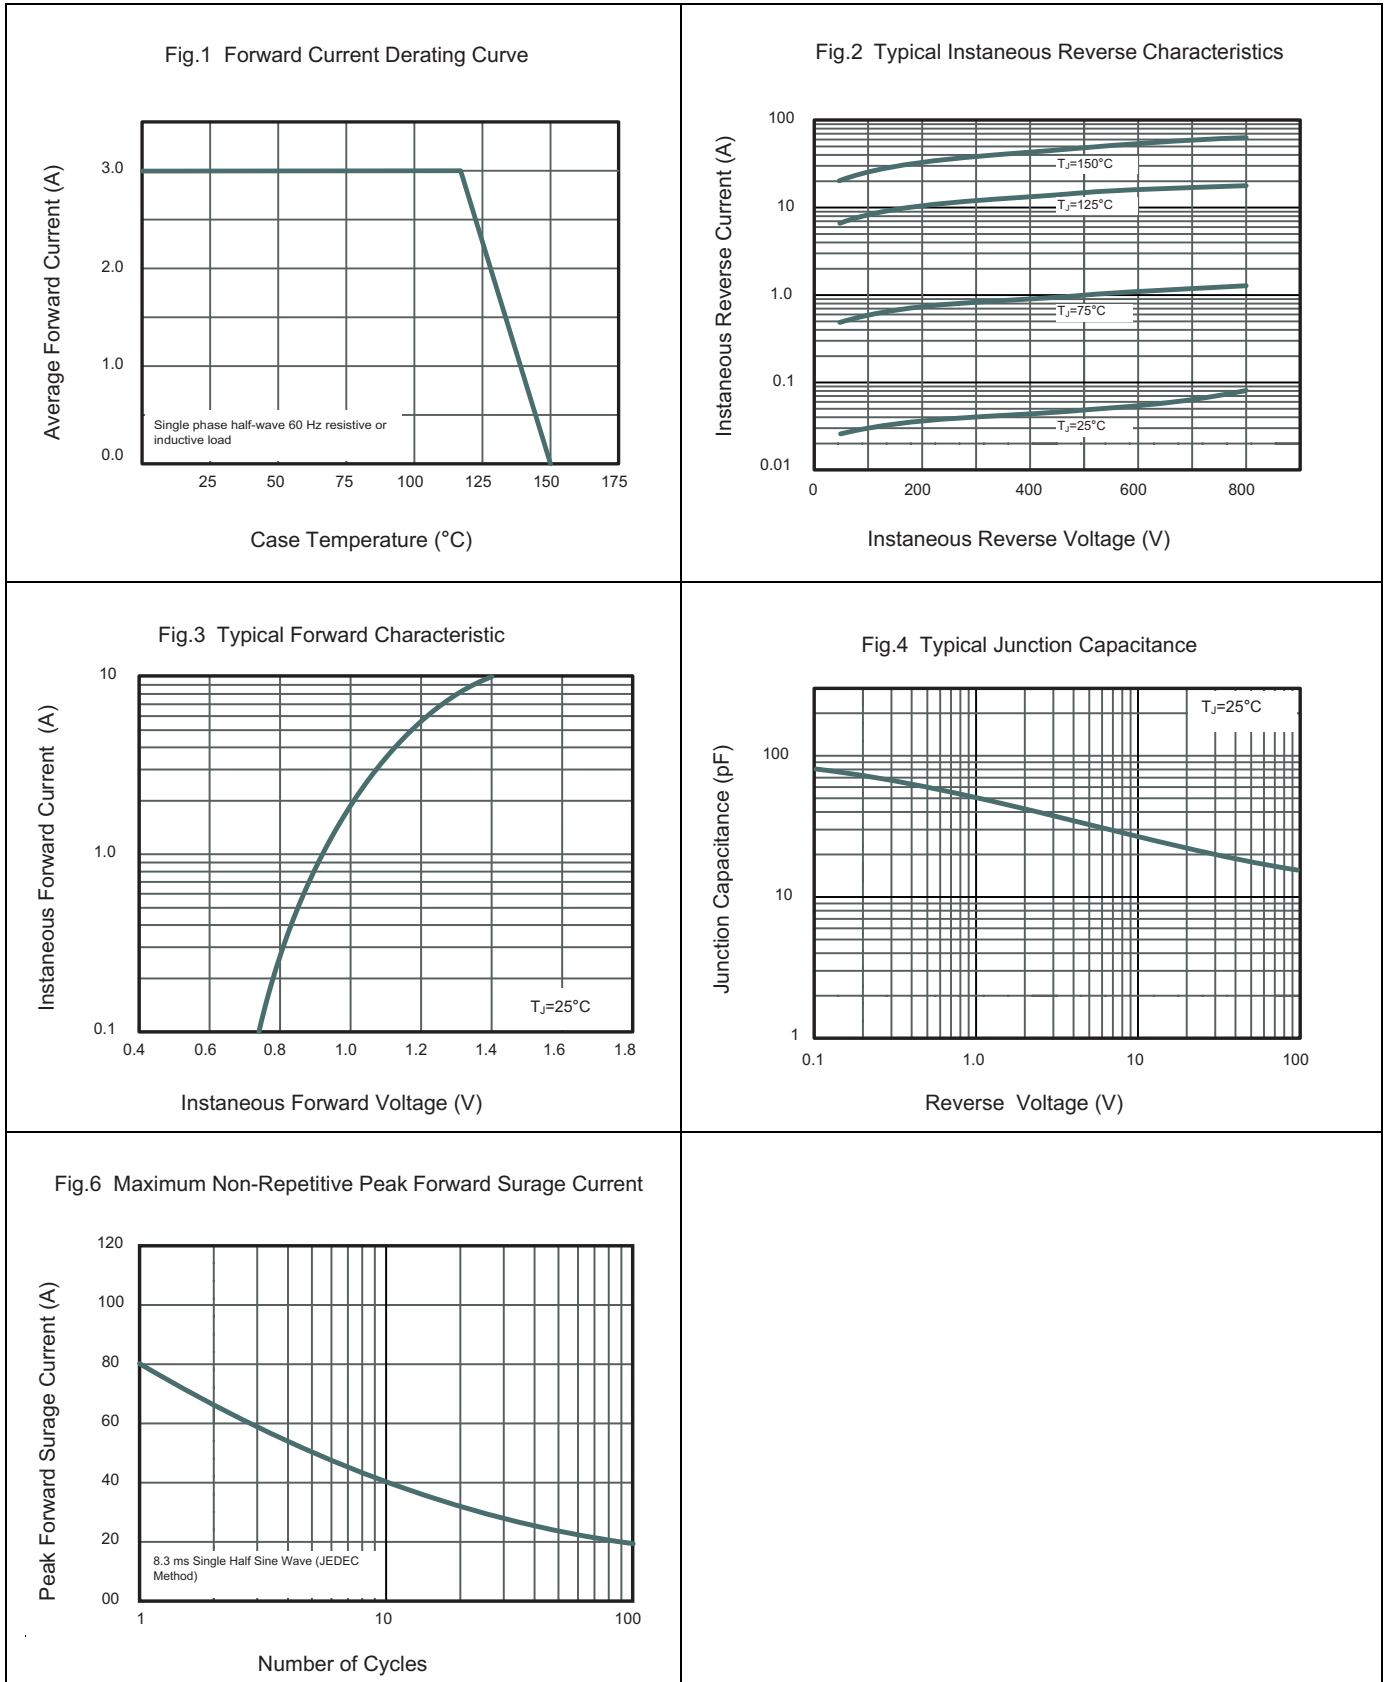 Fig.1 Forward Current Derating Curve
Average Forward Current (A)
3.0
2.0
1.0
0.0
Single phase half-wave 60 Hz resistive or
inductive load
25 50 75 100 125 150 175
Case Temperature (°C)
Fig.2 Typical Instaneous Reverse Characteristics
Instaneous Reverse Current (A)
100
10
1.0
0.1
0.01
TJ=150°C
TJ=125°C
TJ=75°C
TJ=25°C
0 200 400 600 800
Instaneous Reverse Voltage (V)
Fig.3 Typical Forward Characteristic
Instaneous Forward Current (A)
10
1.0
0.1
TJ=25°C
0.4 0.6 0.8 1.0 1.2 1.4 1.6 1.8
Instaneous Forward Voltage (V)
Fig.4 Typical Junction Capacitance
Junction Capacitance (pF)
TJ=25°C
100
10
1
0.1 1.0 10 100
Reverse Voltage (V)
Fig.6 Maximum Non-Repetitive Peak Forward Surage Current
Peak Forward Surage Current (A)
120
100
80
60
40
20
00
8.3 ms Single Half Sine Wave (JEDEC
Method)
1 10 100
Number of Cycles